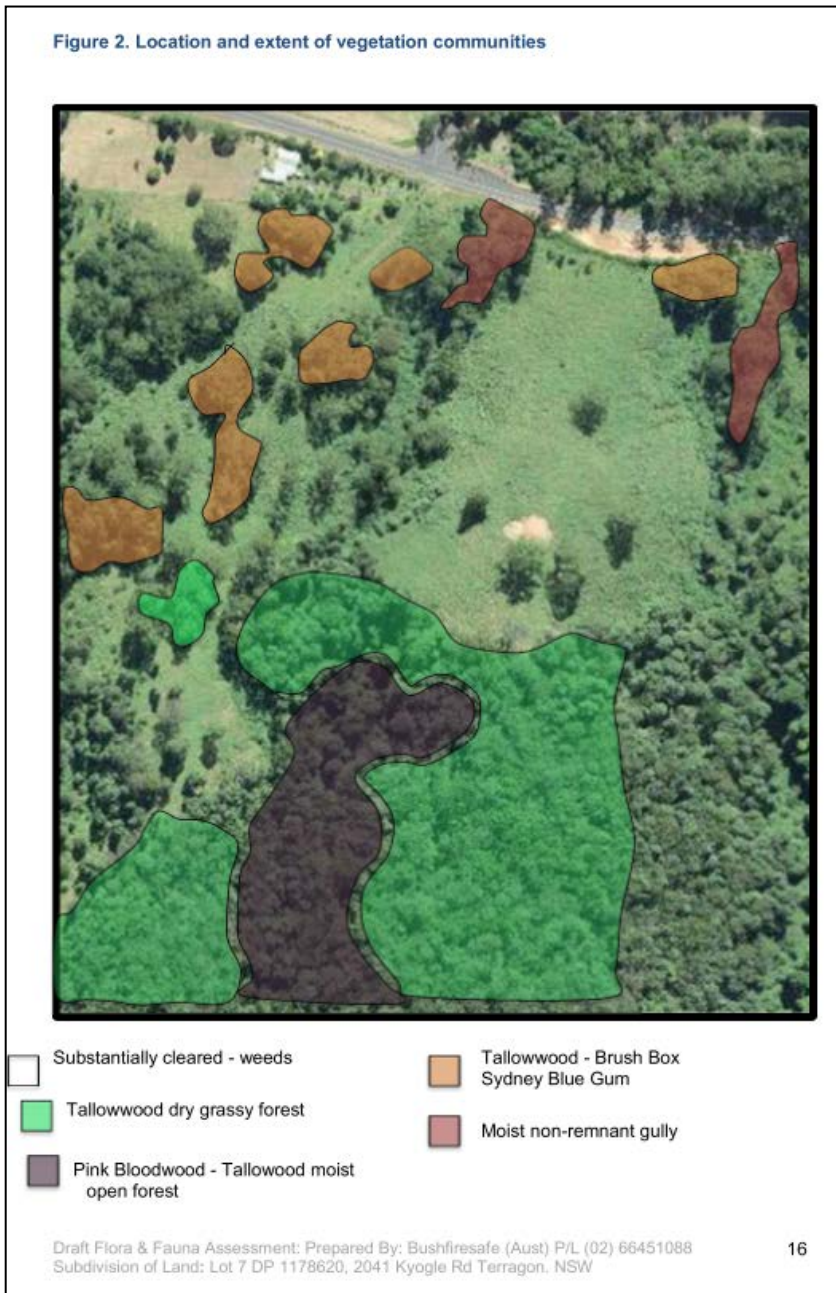 Figure 2. Location and extent of vegetation communities
Substantially cleared - weeds
Tallowwood dry grassy forest
Pink Bloodwood - Tallowood moist
open forest
Tallowwood - Brush Box
Sydney Blue Gum
Moist non-remnant gully
Draft Flora & Fauna Assessment: Prepared By: Bushfiresafe (Aust) P/L (02) 66451088
Subdivision of Land: Lot 7 DP 1178620, 2041 Kyogle Rd Terragon. NSW
16